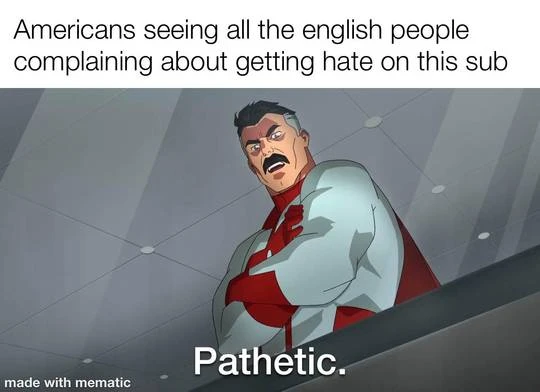 Americans seeing all the english people
complaining about getting hate on this sub
Pathetic.
made with mematic